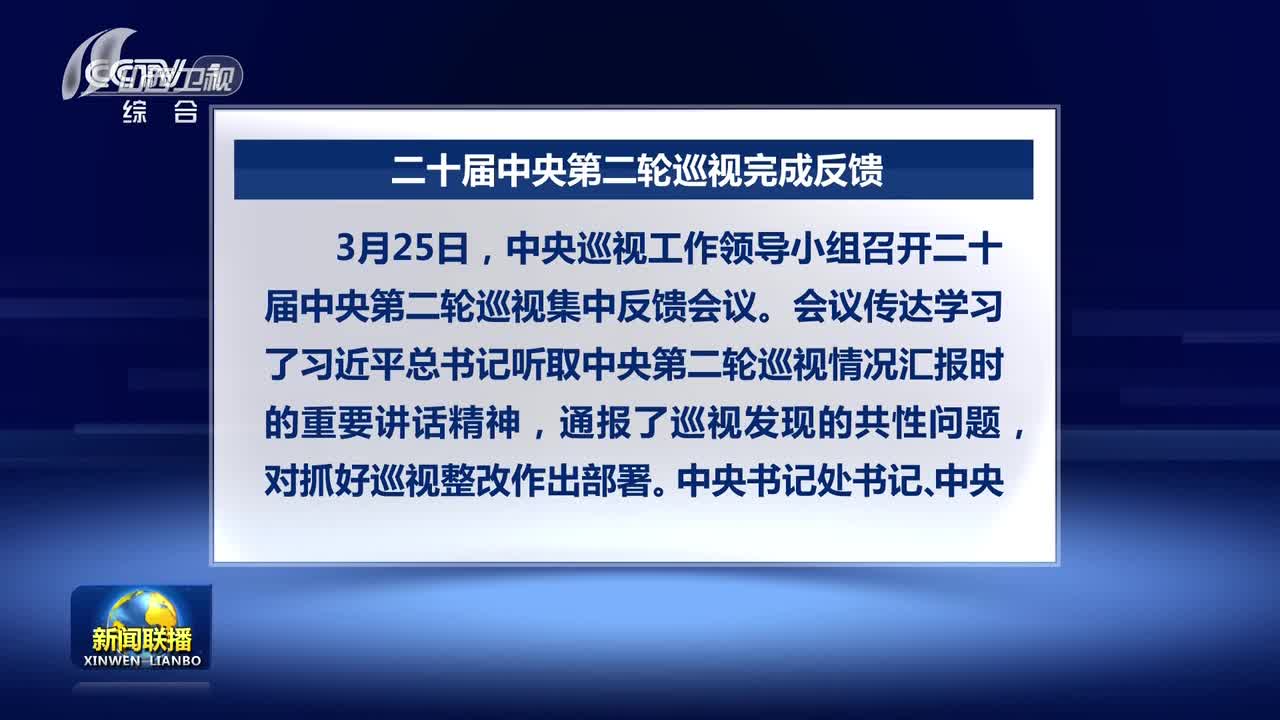 CCTV 1
山西卫视
综合
二十届中央第二轮巡视完成反馈
3月25日，中央巡视工作领导小组召开二十
届中央第二轮巡视集中反馈会议。会议传达学习
了习近平总书记听取中央第二轮巡视情况汇报时
的重要讲话精神，通报了巡视发现的共性问题，
对抓好巡视整改作出部署。中央书记处书记、中央
新闻联播
XINWEN LIANBO